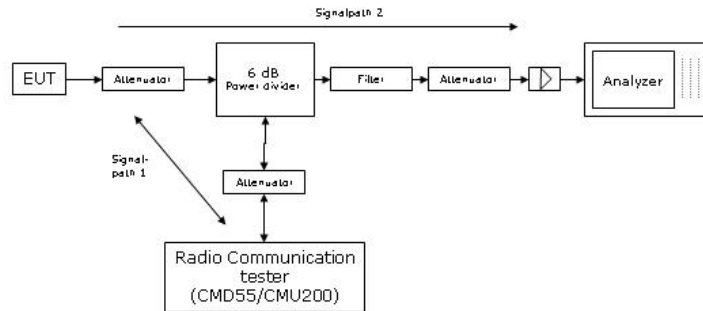 Signalpath 2
EUT
Attenuator
6 dB
Power divider
Filter
Attenuator
Analyzer
Signal-
path 1
Attenuator
Radio Communication
tester
(CMD55/CMU200)